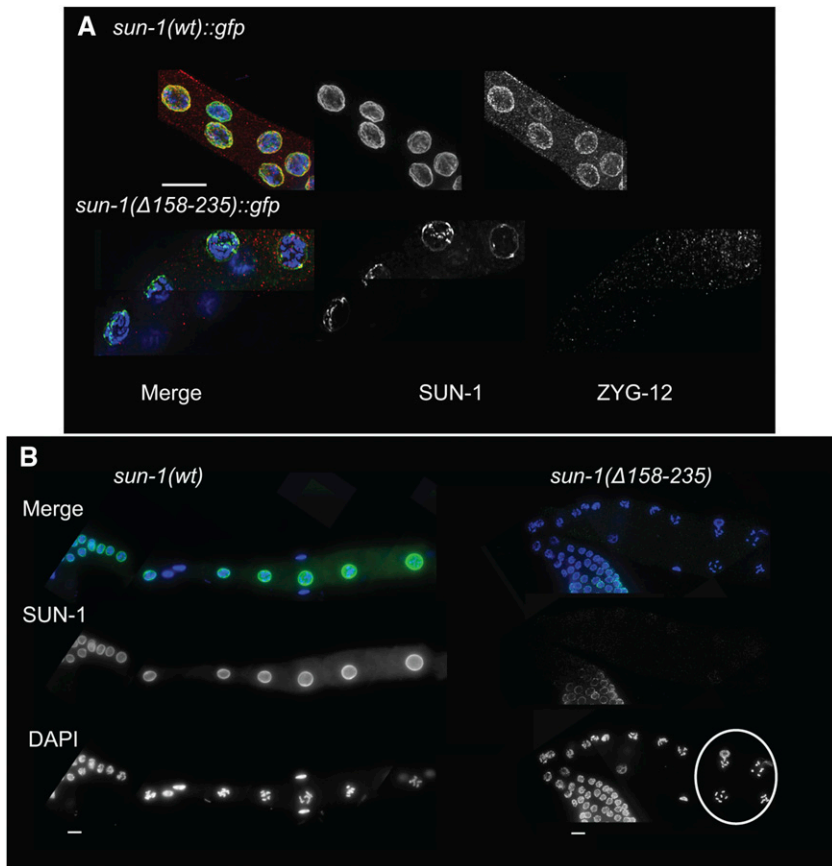 A sun-1(wt)::gfp
sun-1(Δ158-235)::gfp
Merge SUN-1 ZYG-12
B
sun-1(wt) sun-1(Δ158-235)
Merge
SUN-1
DAPI